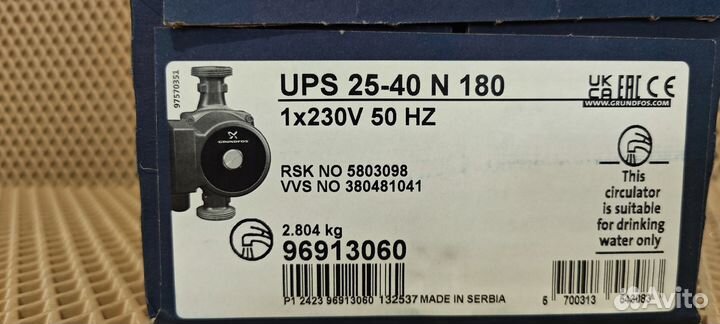 97570351
GRUNDFOS
UPS 25-40 N 180
1x230V 50 HZ
UK CA EAC CE
WWW.GRUNDFOS.COM
RSK NO 5803098
VVS NO 380481041
This
circulator
is suitable
for drinking
water only
2.804 kg
96913060
P1 2423 96913060 132537 MADE IN SERBIA
5 700313
Avito